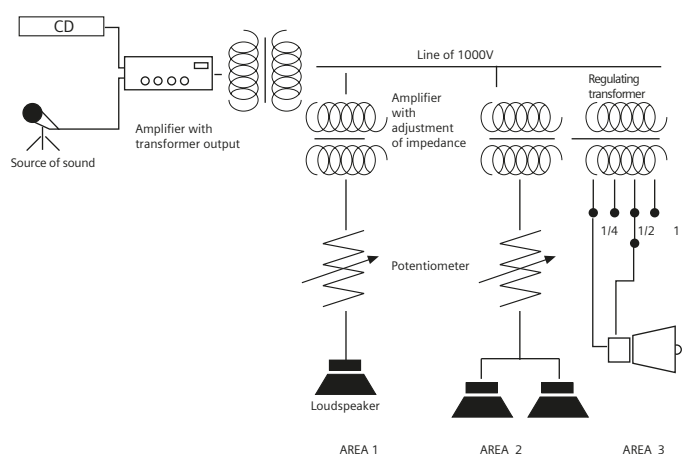 CD
Line of 1000V
Regulating
transformer
Amplifier
with
adjustment
of impedance
Amplifier with
transformer output
Source of sound
1/4
1/2
1
Potentiometer
Loudspeaker
AREA 1
AREA 2
AREA 3